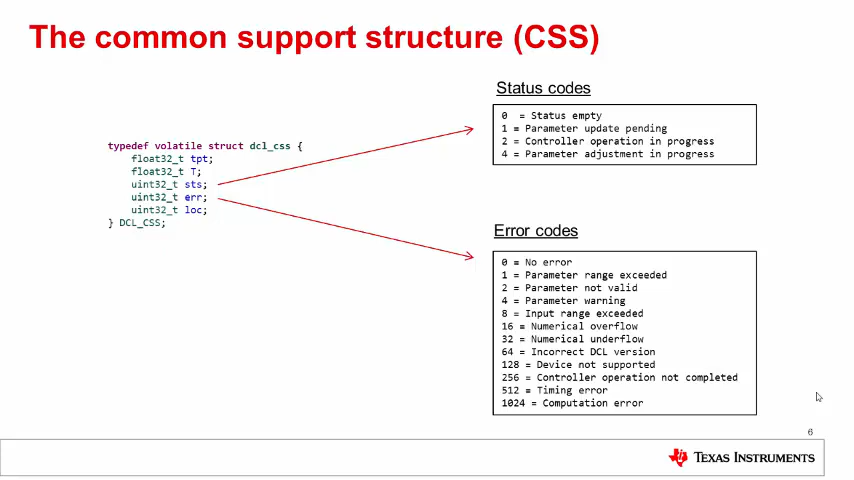 The common support structure (CSS)
typedef volatile struct dcl_css {
float32_t tpt;
float32_t T;
uint32_t sts;
uint32_t err;
uint32_t loc;
} DCL_CSS;
Status codes
0 = Status empty
1 = Parameter update pending
2 = Controller operation in progress
4 = Parameter adjustment in progress
Error codes
0 = No error
1 = Parameter range exceeded
2 = Parameter not valid
4 = Parameter warning
8 = Input range exceeded
16 = Numerical overflow
32 = Numerical underflow
64 = Incorrect DCL version
128 = Device not supported
256 = Controller operation not completed
512 = Timing error
1024 = Computation error
6
TEXAS INSTRUMENTS